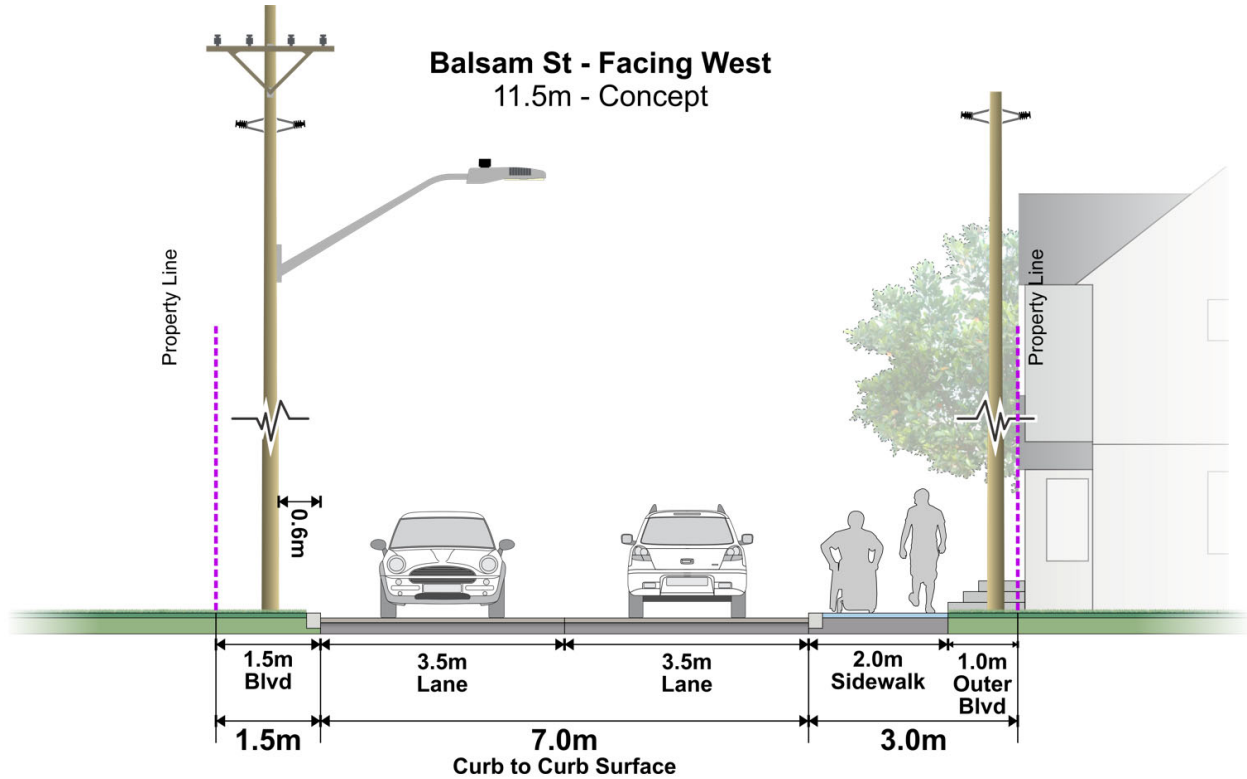 Balsam St - Facing West
11.5m - Concept
Property Line
Property Line
0.6m
1.5m
Blvd
3.5m
Lane
3.5m
Lane
2.0m
Sidewalk
1.0m
Outer
Blvd
1.5m
7.0m
3.0m
Curb to Curb Surface